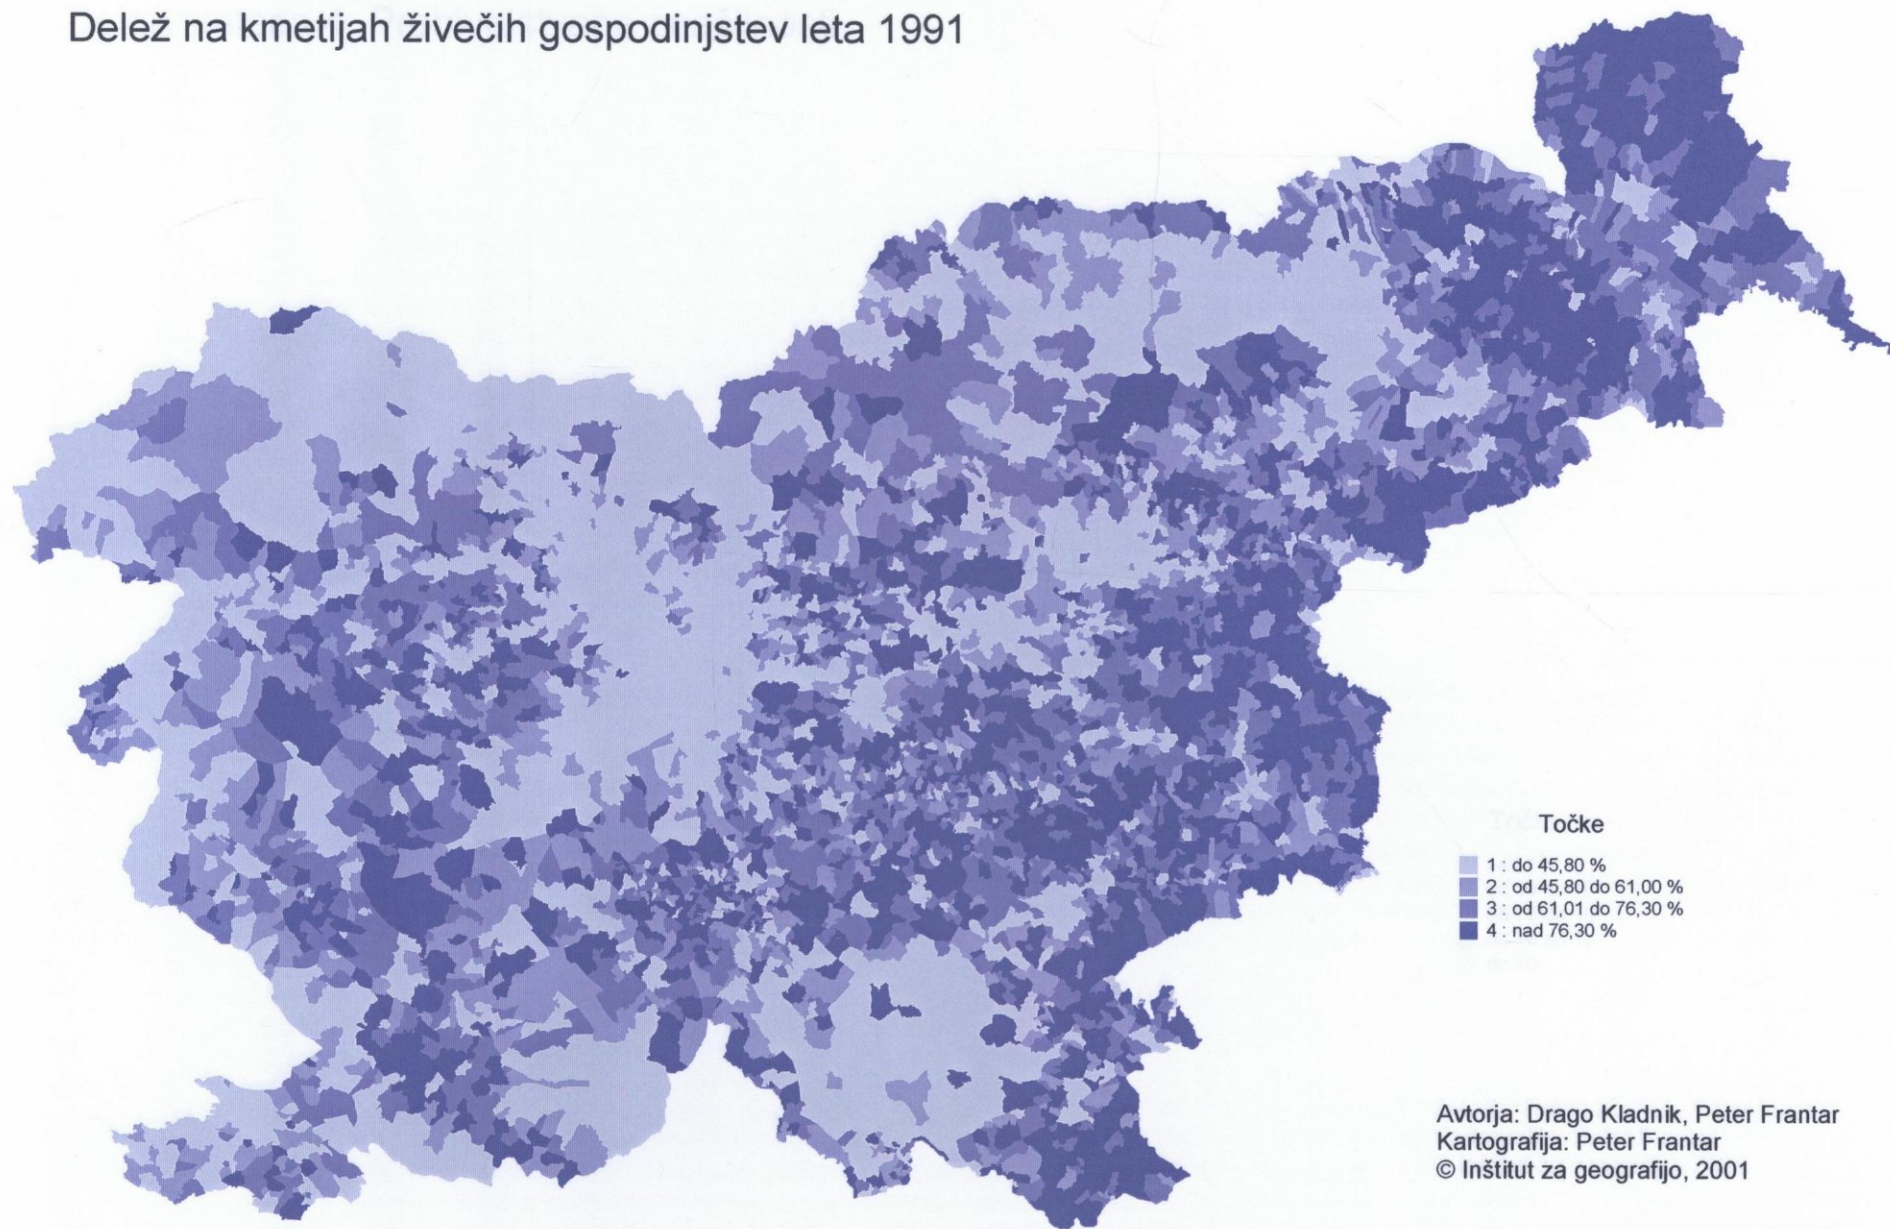 Delež na kmetijah živečih gospodinjstev leta 1991
Točke
1 : do 45,80 %
2 : od 45,80 do 61,00 %
3 : od 61,01 do 76,30 %
4 : nad 76,30 %
Avtorja: Drago Kladnik, Peter Frantar
Kartografija: Peter Frantar
© Inštitut za geografijo, 2001